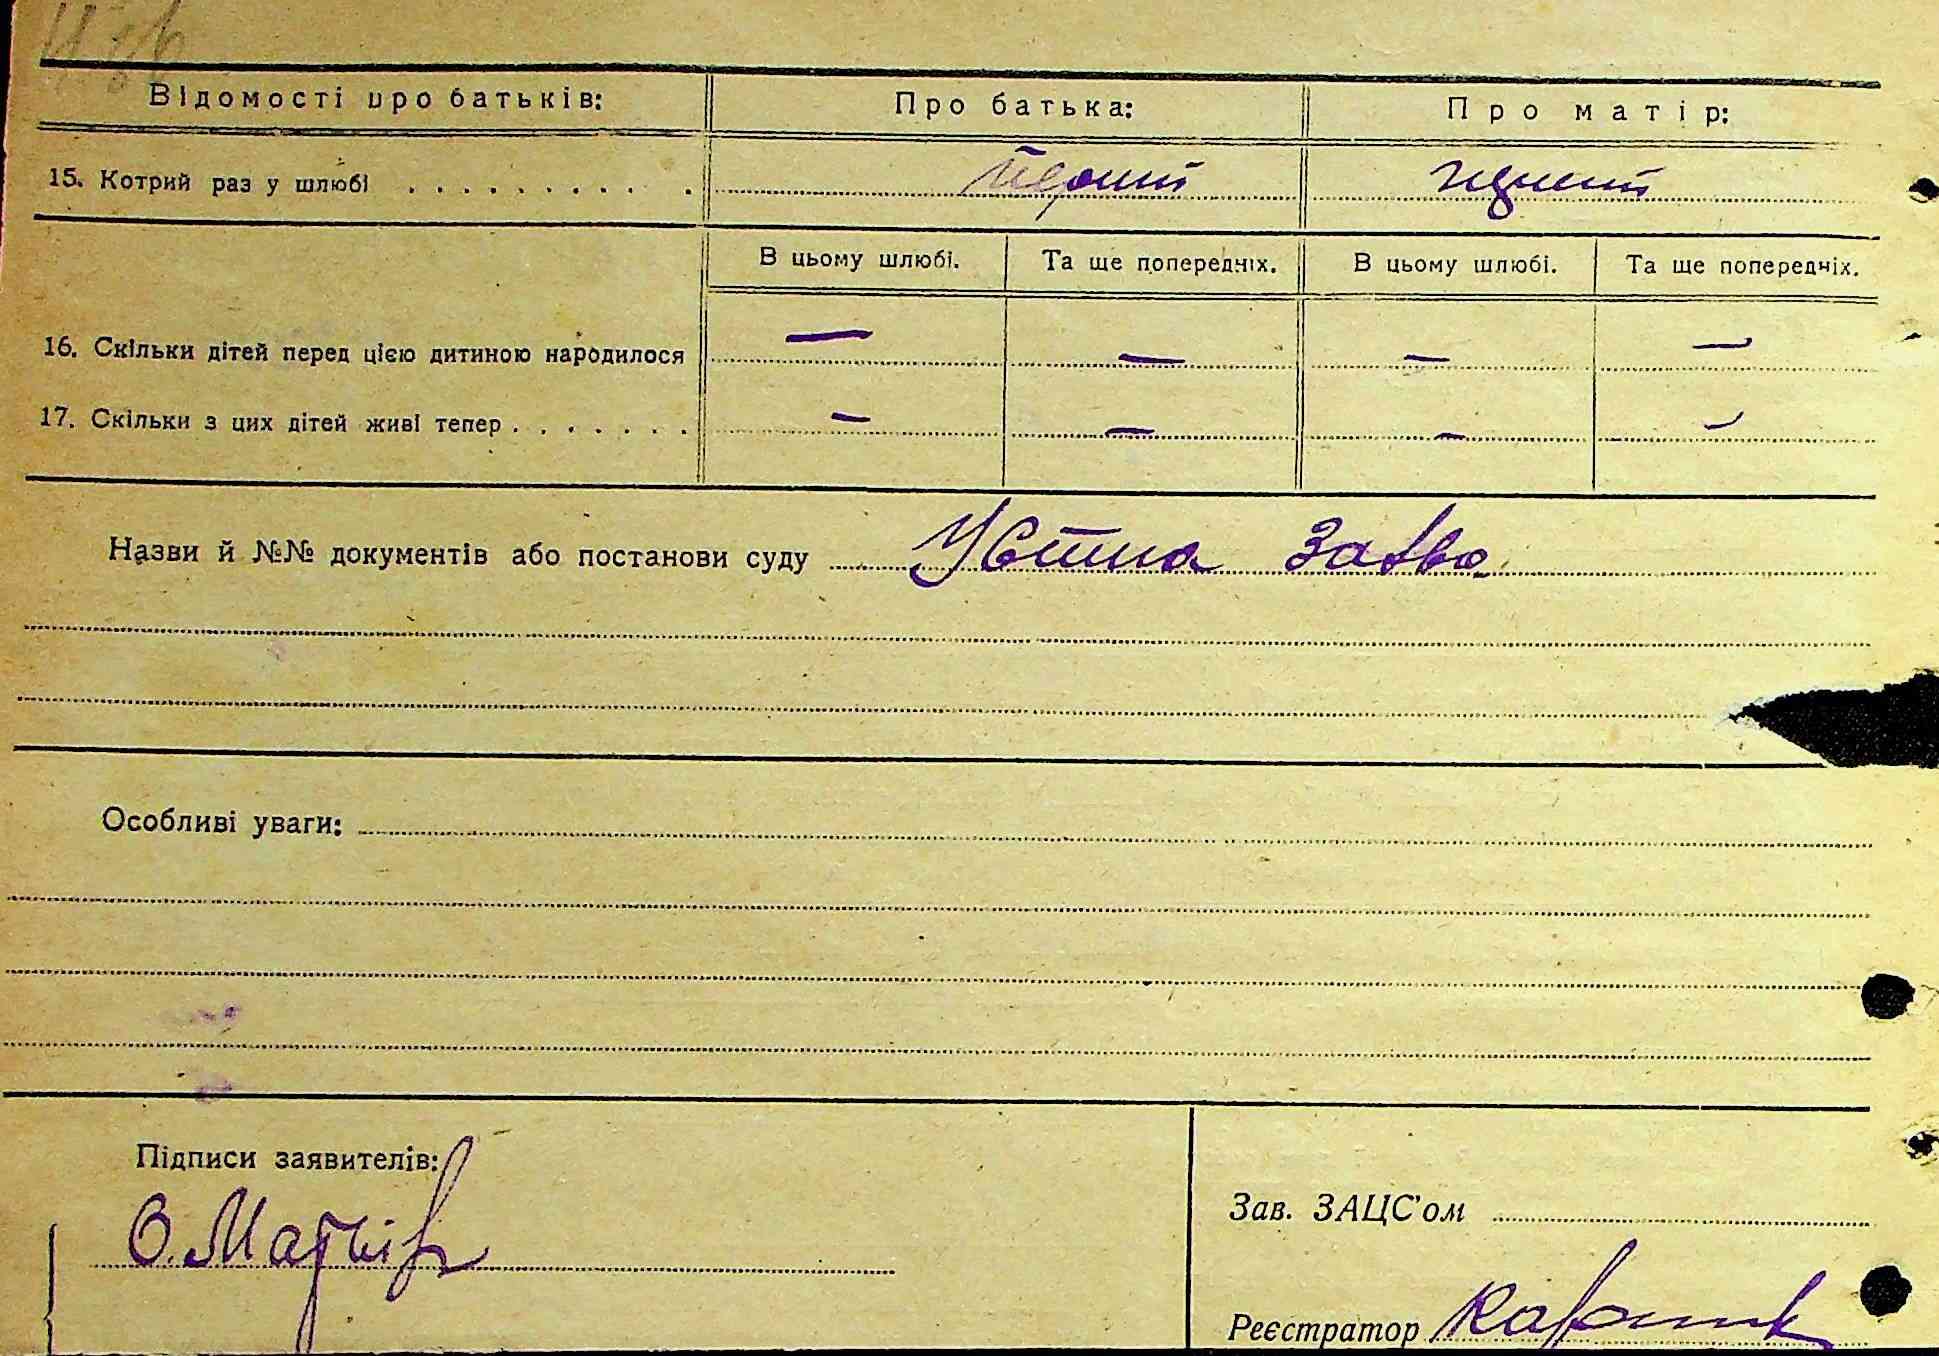 Відомості про батьків: Про батька: Про матір:
15. Котрий раз у шлюбі . . . . . . . . . . перший перший
В цьому шлюбі. Та ще попередніх. В цьому шлюбі. Та ще попередніх.
16. Скільки дітей перед цією дитиною народилося — — — —
17. Скільки з цих дітей живі тепер . . . . . . . — — — —
Назви й №№ документів або постанови суду Устна Заява
Особливі уваги:
Підписи заявителів:
О. Матвій
Зав. ЗАЦС'ом
Реєстратор